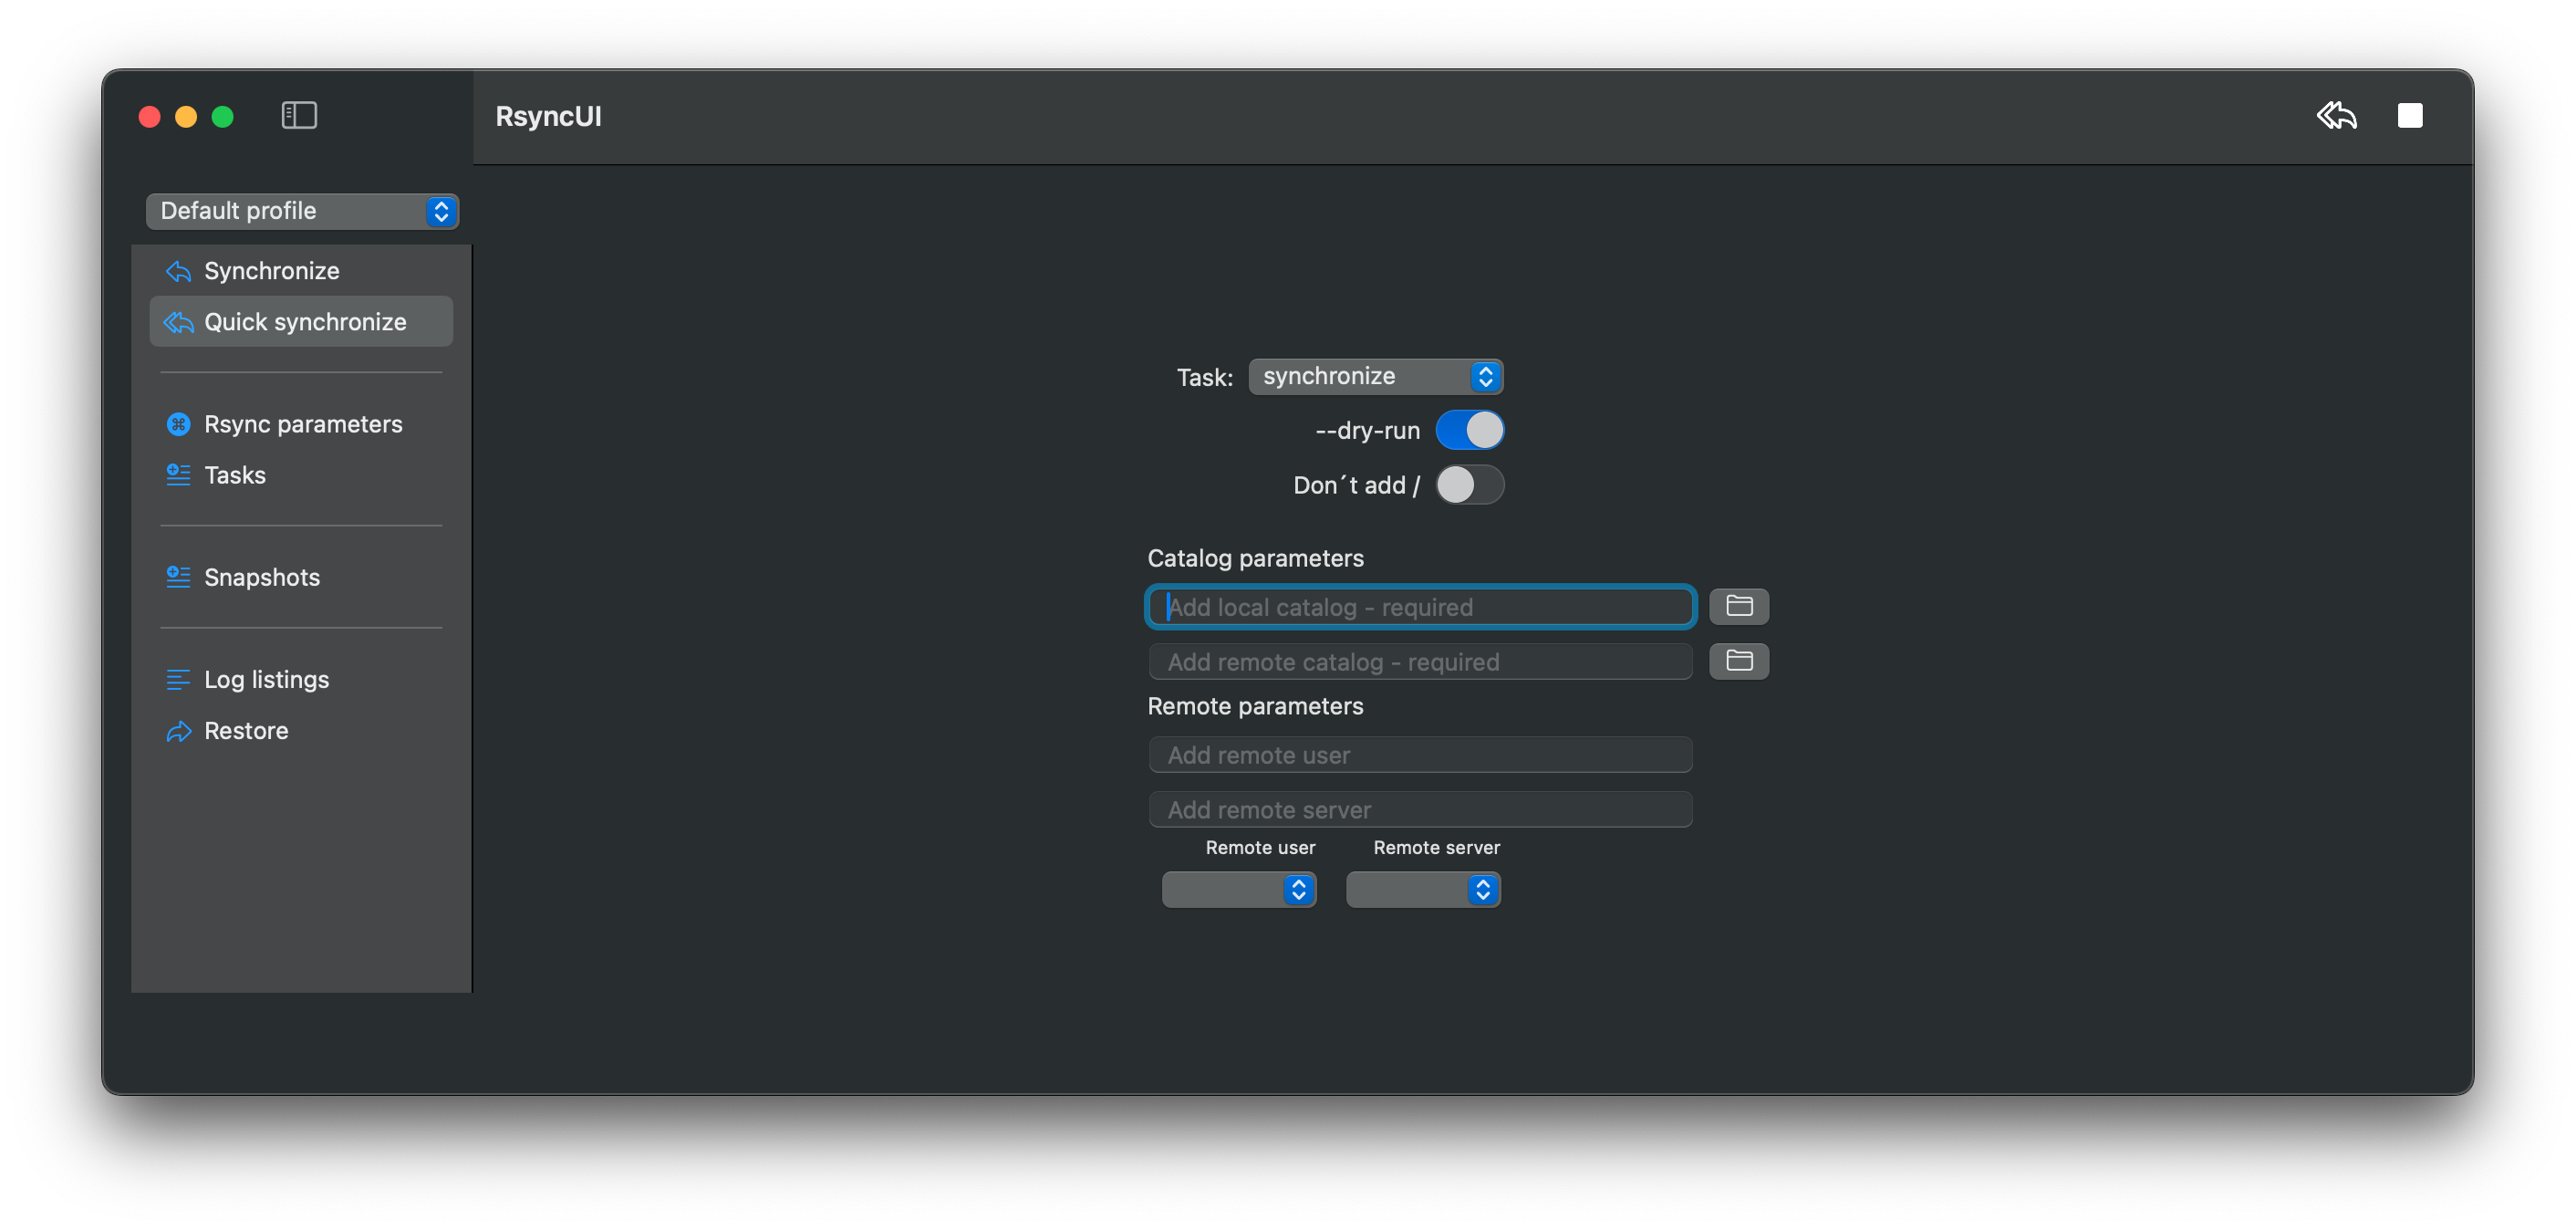 RsyncUI
Default profile
Synchronize
Quick synchronize
Rsync parameters
Tasks
Snapshots
Log listings
Restore
Task: synchronize
--dry-run
Don´t add /
Catalog parameters
Add local catalog - required
Add remote catalog - required
Remote parameters
Add remote user
Add remote server
Remote user Remote server